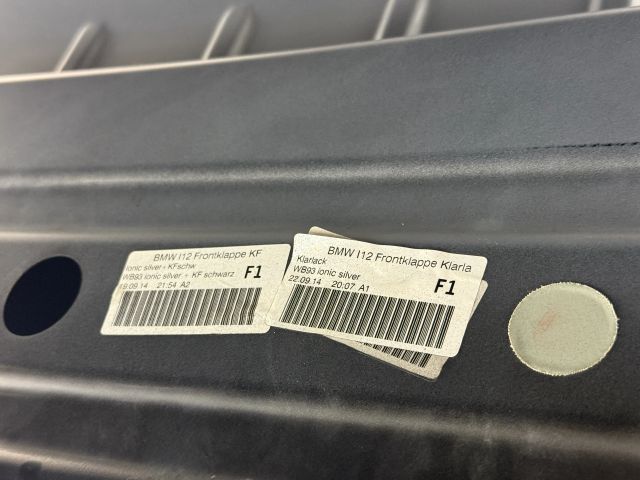 BMW I12 Frontklappe KF
ionic silver+KFschw
WB93 ionic silver + KF schwarz
18.09.14 21:54 A2
F1
BMW I12 Frontklappe Klarla
Klarlack
WB93 ionic silver
22.09.14 20:07 A1
F1